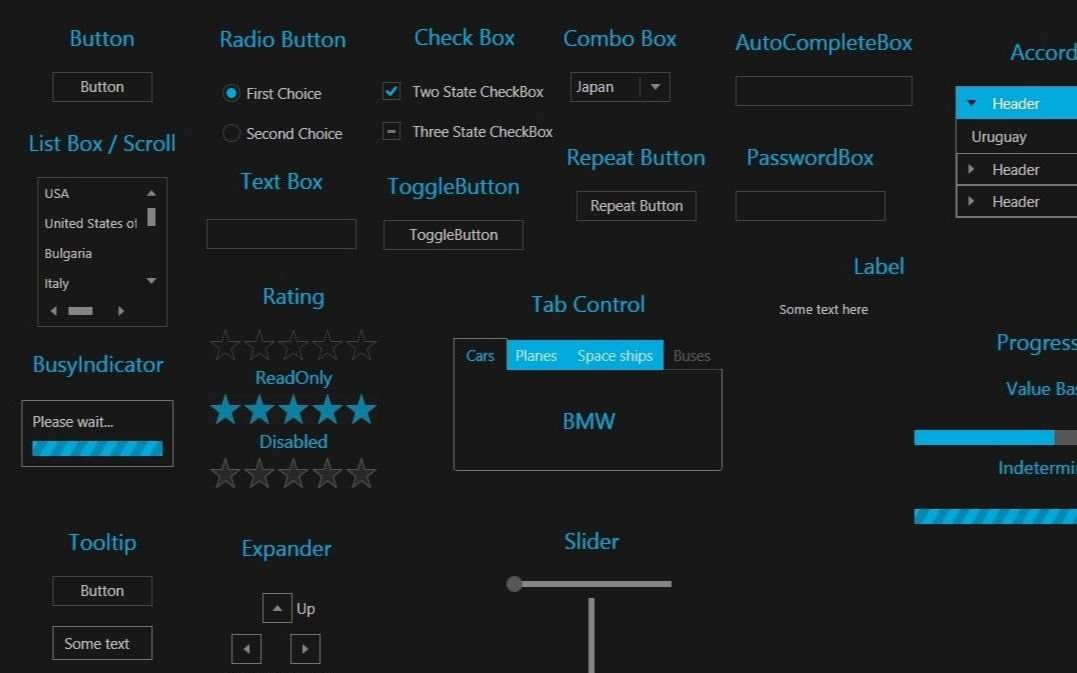 Button
Button
List Box / Scroll
USA
United States of
Bulgaria
Italy
BusyIndicator
Please wait...
Tooltip
Button
Some text
Radio Button
First Choice
Second Choice
Text Box
Rating
ReadOnly
Disabled
Expander
Up
Check Box
Two State CheckBox
Three State CheckBox
ToggleButton
ToggleButton
Combo Box
Japan
Repeat Button
Repeat Button
Tab Control
Cars Planes Space ships Buses
BMW
Slider
AutoCompleteBox
PasswordBox
Label
Some text here
Accord
Header
Uruguay
Header
Header
Progress
Value Bas
Indetermi